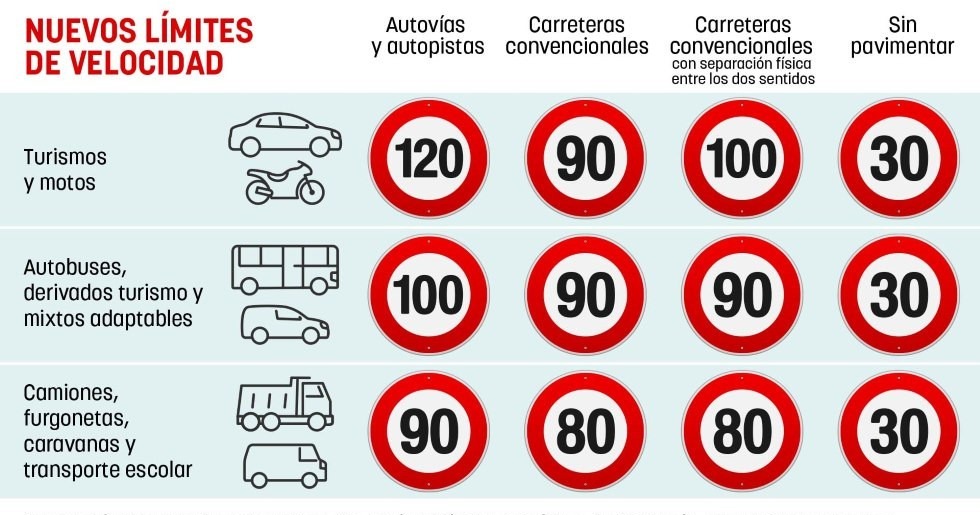 NUEVOS LÍMITES
DE VELOCIDAD
Autovías
y autopistas
Carreteras
convencionales
Carreteras
convencionales
con separación física
entre los dos sentidos
Sin
pavimentar
Turismos
y motos
120
90
100
30
Autobuses,
derivados turismo y
mixtos adaptables
100
90
90
30
Camiones,
furgonetas,
caravanas y
transporte escolar
90
80
80
30